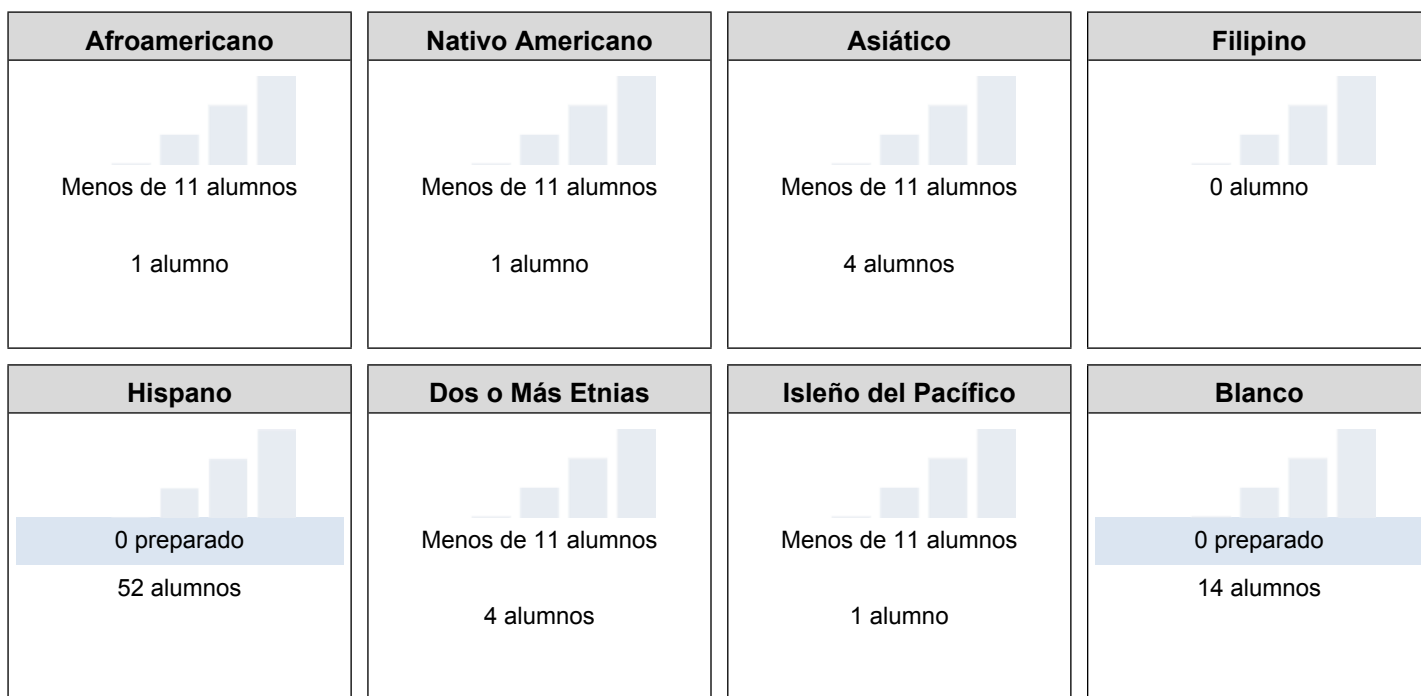 Afroamericano
Menos de 11 alumnos
1 alumno
Nativo Americano
Menos de 11 alumnos
1 alumno
Asiático
Menos de 11 alumnos
4 alumnos
Filipino
0 alumno
Hispano
0 preparado
52 alumnos
Dos o Más Etnias
Menos de 11 alumnos
4 alumnos
Isleño del Pacífico
Menos de 11 alumnos
1 alumno
Blanco
0 preparado
14 alumnos